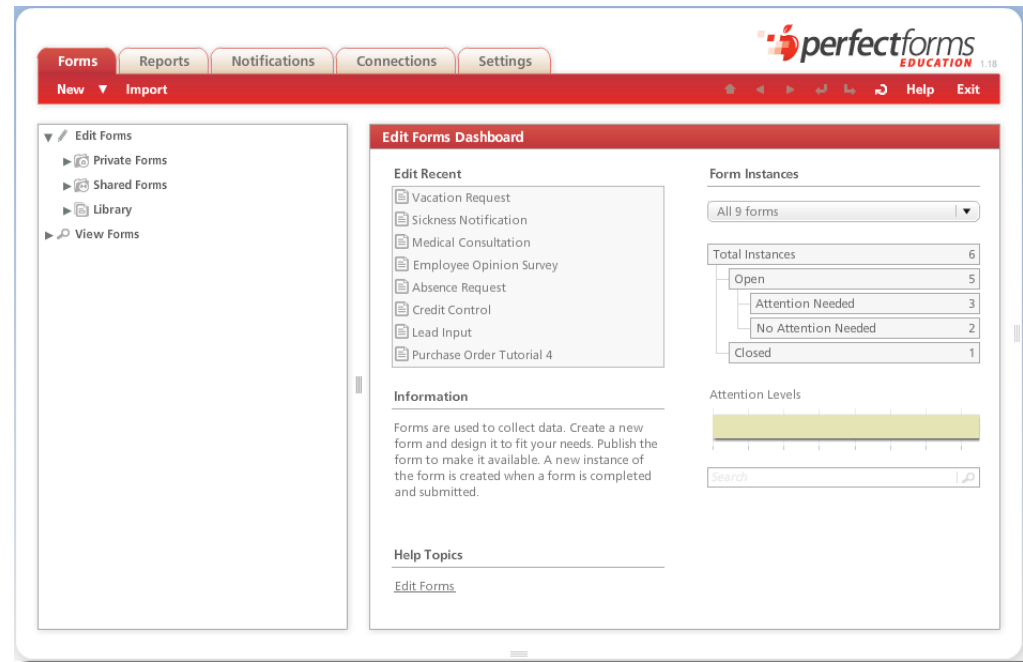 perfectforms
EDUCATION 1.18
Forms Reports Notifications Connections Settings
New Import Help Exit
Edit Forms
Private Forms
Shared Forms
Library
View Forms
Edit Forms Dashboard
Edit Recent
Vacation Request
Sickness Notification
Medical Consultation
Employee Opinion Survey
Absence Request
Credit Control
Lead Input
Purchase Order Tutorial 4
Information
Forms are used to collect data. Create a new
form and design it to fit your needs. Publish the
form to make it available. A new instance of
the form is created when a form is completed
and submitted.
Help Topics
Edit Forms
Form Instances
All 9 forms
Total Instances 6
Open 5
Attention Needed 3
No Attention Needed 2
Closed 1
Attention Levels
Search